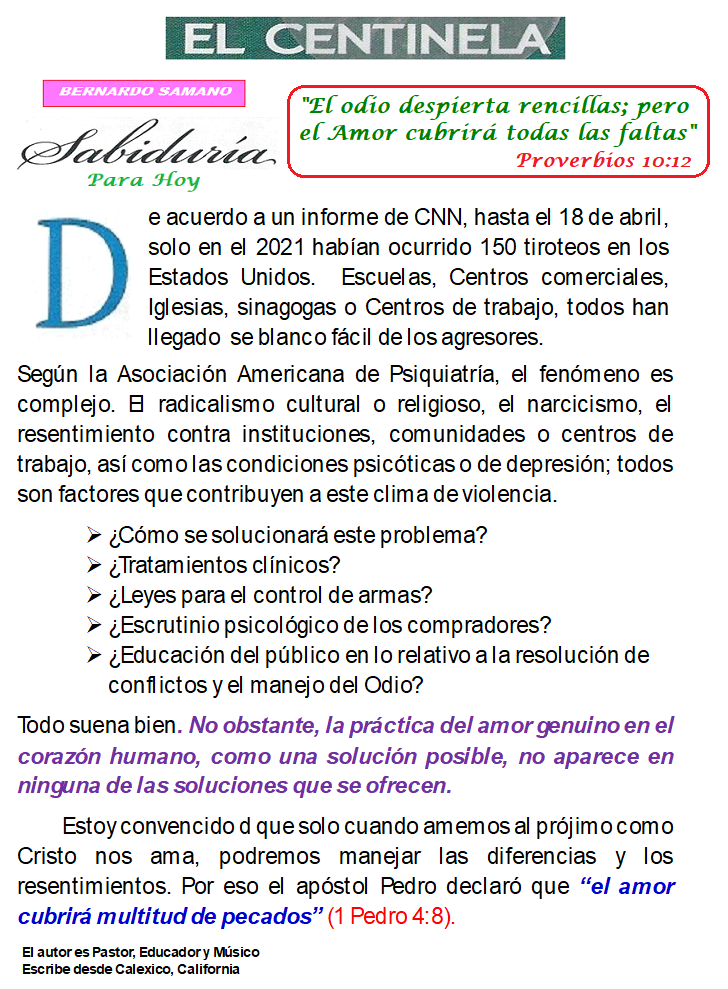 EL CENTINELA
BERNARDO SAMANO
"El odio despierta rencillas; pero
el Amor cubrirá todas las faltas"
Proverbios 10:12
Sabiduría
Para Hoy
De acuerdo a un informe de CNN, hasta el 18 de abril,
solo en el 2021 habían ocurrido 150 tiroteos en los
Estados Unidos. Escuelas, Centros comerciales,
Iglesias, sinagogas o Centros de trabajo, todos han
llegado se blanco fácil de los agresores.
Según la Asociación Americana de Psiquiatría, el fenómeno es
complejo. El radicalismo cultural o religioso, el narcicismo, el
resentimiento contra instituciones, comunidades o centros de
trabajo, así como las condiciones psicóticas o de depresión; todos
son factores que contribuyen a este clima de violencia.
➢ ¿Cómo se solucionará este problema?
➢ ¿Tratamientos clínicos?
➢ ¿Leyes para el control de armas?
➢ ¿Escrutinio psicológico de los compradores?
➢ ¿Educación del público en lo relativo a la resolución de
conflictos y el manejo del Odio?
Todo suena bien. No obstante, la práctica del amor genuino en el
corazón humano, como una solución posible, no aparece en
ninguna de las soluciones que se ofrecen.
Estoy convencido d que solo cuando amemos al prójimo como
Cristo nos ama, podremos manejar las diferencias y los
resentimientos. Por eso el apóstol Pedro declaró que “el amor
cubrirá multitud de pecados” (1 Pedro 4:8).
El autor es Pastor, Educador y Músico
Escribe desde Calexico, California